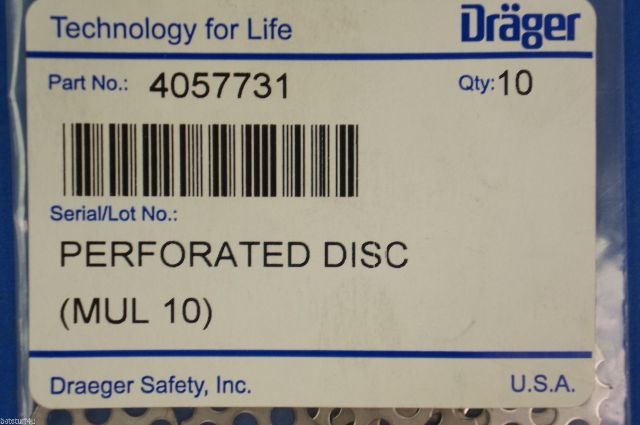 Technology for Life Dräger
Part No.: 4057731 Qty: 10
Serial/Lot No.:
PERFORATED DISC
(MUL 10)
Draeger Safety, Inc. U.S.A.
batsturf4u